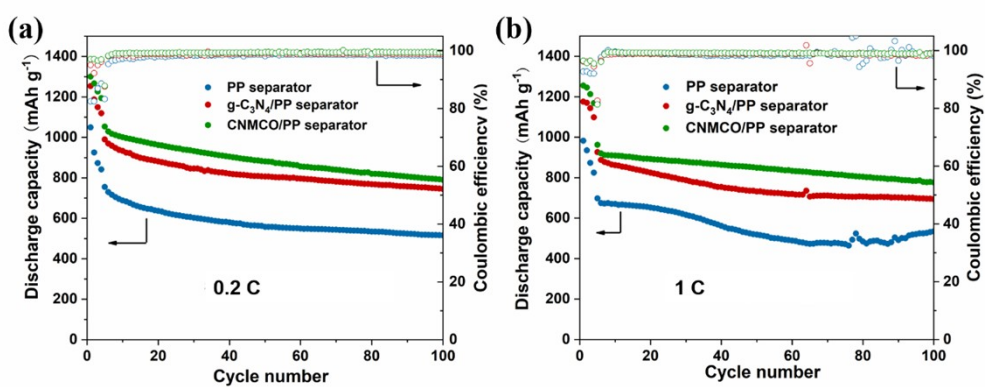 (a)
Discharge capacity (mAh g⁻¹)
1400
1200
1000
800
600
400
200
0
PP separator
g-C₃N₄/PP separator
CNMCO/PP separator
0.2 C
100
80
60
40
20
0
Coulombic efficiencv (%)
0 20 40 60 80 100
Cycle number
(b)
Discharge capacity (mAh g⁻¹)
1400
1200
1000
800
600
400
200
0
PP separator
g-C₃N₄/PP separator
CNMCO/PP separator
1 C
100
80
60
40
20
0
Coulombic efficiency (%)
0 20 40 60 80 100
Cycle number